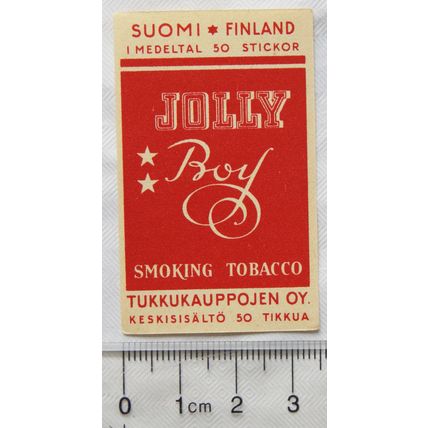 SUOMI ✶ FINLAND
I MEDELTAL 50 STICKOR
JOLLY
Boy
SMOKING TOBACCO
TUKKUKAUPPOJEN OY.
KESKISISÄLTÖ 50 TIKKUA
0 1cm 2 3